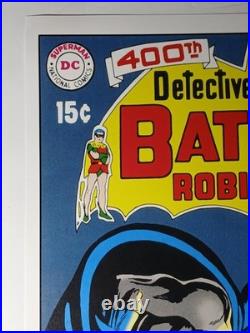 SUPERMAN
DC
NATIONAL COMICS
400th
15¢
Detective
BAT
ROBI